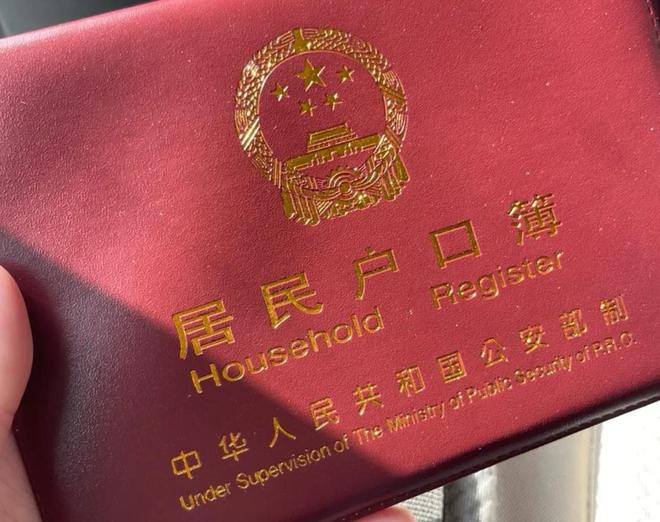 居民户口簿
Household Register
中华人民共和国公安部制
Under Supervision of The Ministry of Public Security of P.R.C.